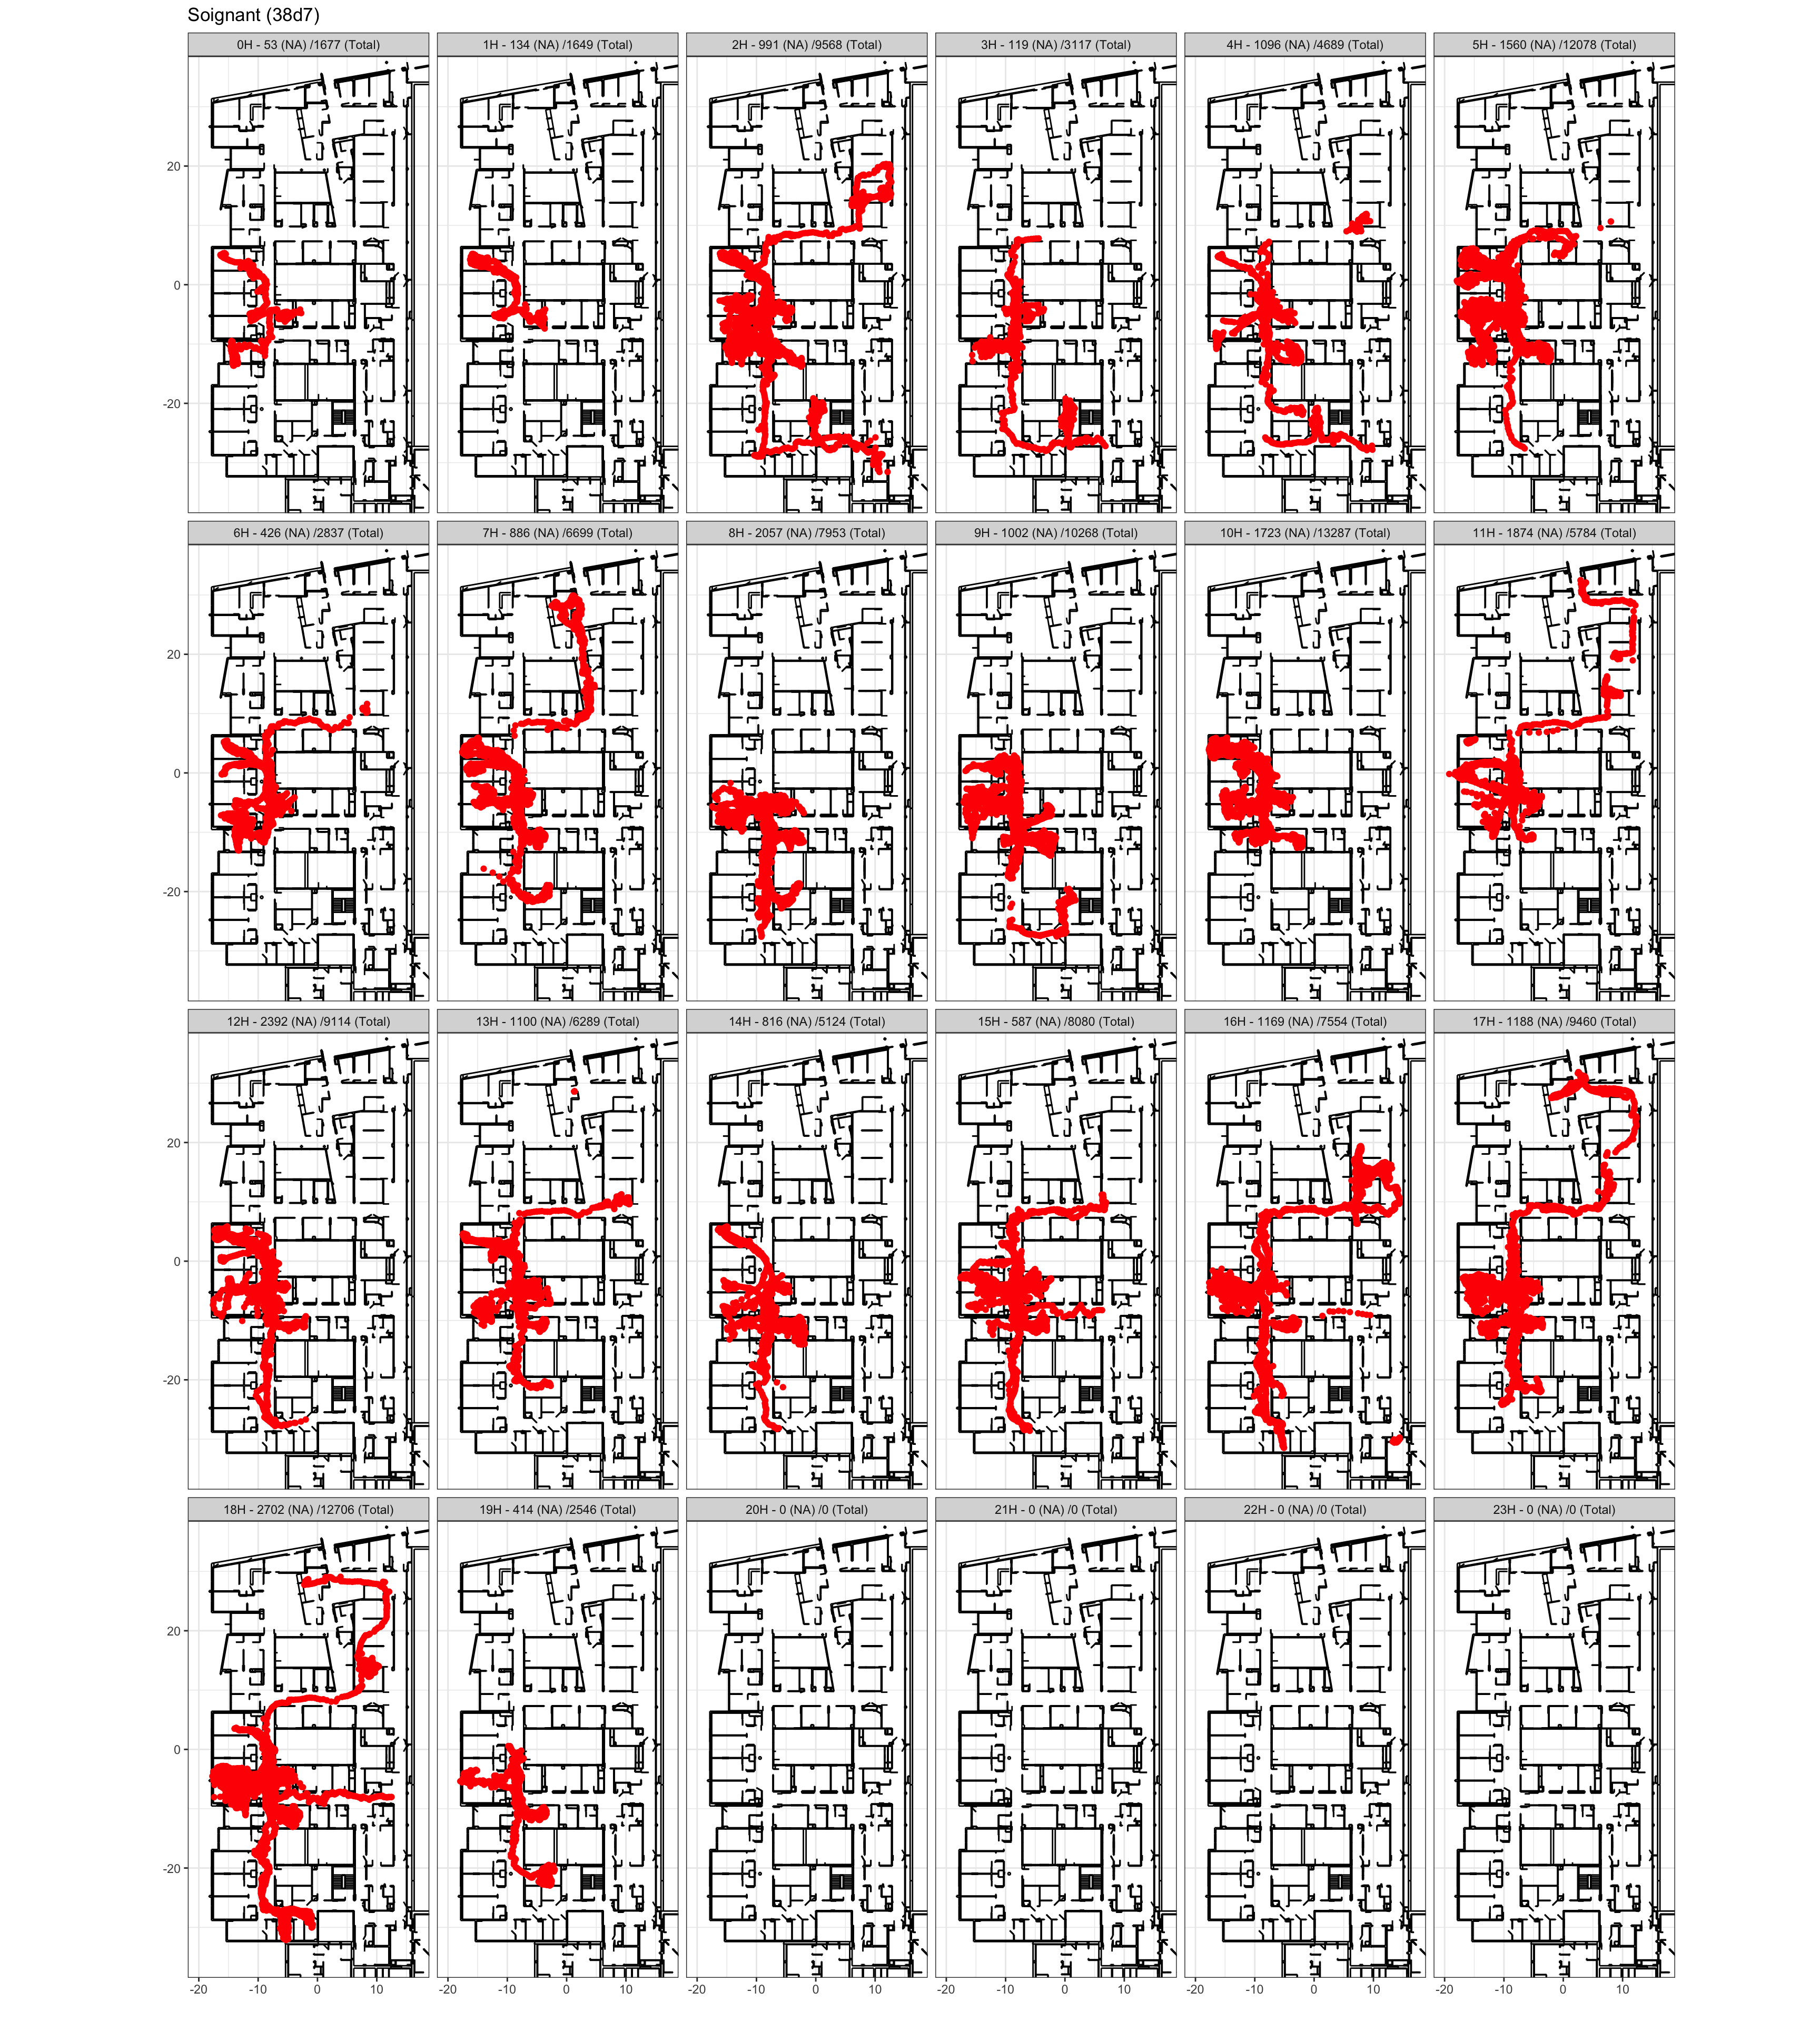 Soignant (38d7)
0H - 53 (NA) /1677 (Total)
1H - 134 (NA) /1649 (Total)
2H - 991 (NA) /9568 (Total)
3H - 119 (NA) /3117 (Total)
4H - 1096 (NA) /4689 (Total)
5H - 1560 (NA) /12078 (Total)
20
0
-20
6H - 426 (NA) /2837 (Total)
7H - 886 (NA) /6699 (Total)
8H - 2057 (NA) /7953 (Total)
9H - 1002 (NA) /10268 (Total)
10H - 1723 (NA) /13287 (Total)
11H - 1874 (NA) /5784 (Total)
20
0
-20
12H - 2392 (NA) /9114 (Total)
13H - 1100 (NA) /6289 (Total)
14H - 816 (NA) /5124 (Total)
15H - 587 (NA) /8080 (Total)
16H - 1169 (NA) /7554 (Total)
17H - 1188 (NA) /9460 (Total)
20
0
-20
18H - 2702 (NA) /12706 (Total)
19H - 414 (NA) /2546 (Total)
20H - 0 (NA) /0 (Total)
21H - 0 (NA) /0 (Total)
22H - 0 (NA) /0 (Total)
23H - 0 (NA) /0 (Total)
20
0
-20
-20 -10 0 10
-20 -10 0 10
-20 -10 0 10
-20 -10 0 10
-20 -10 0 10
-20 -10 0 10